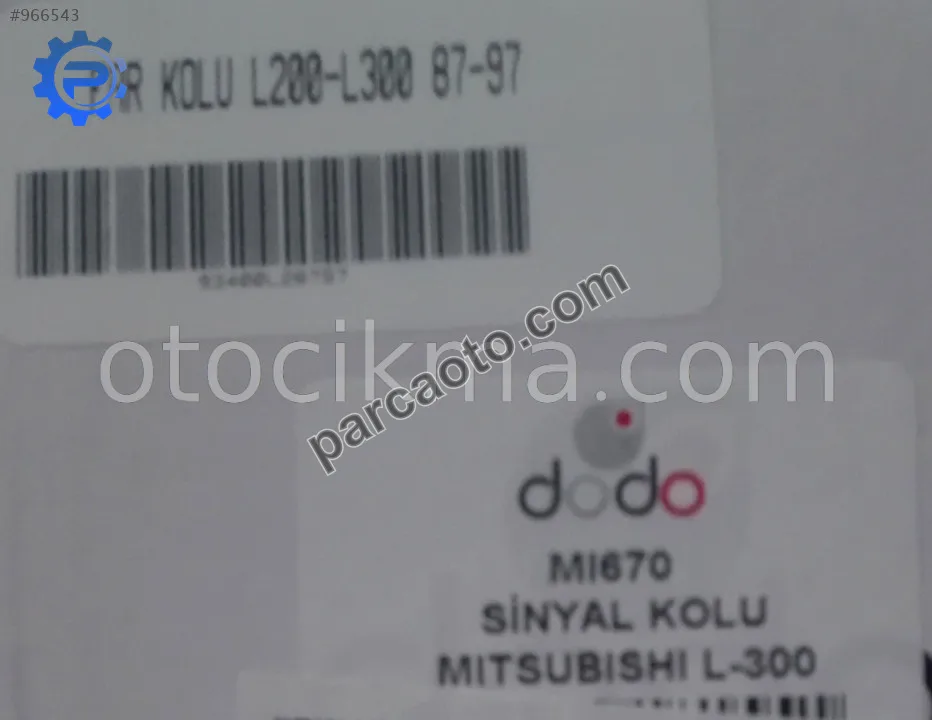 #966543
KOLU L200-L300 87-97
otocikma.com
parcaoto.com
dodo
MI670
SİNYAL KOLU
MITSUBISHI L-300